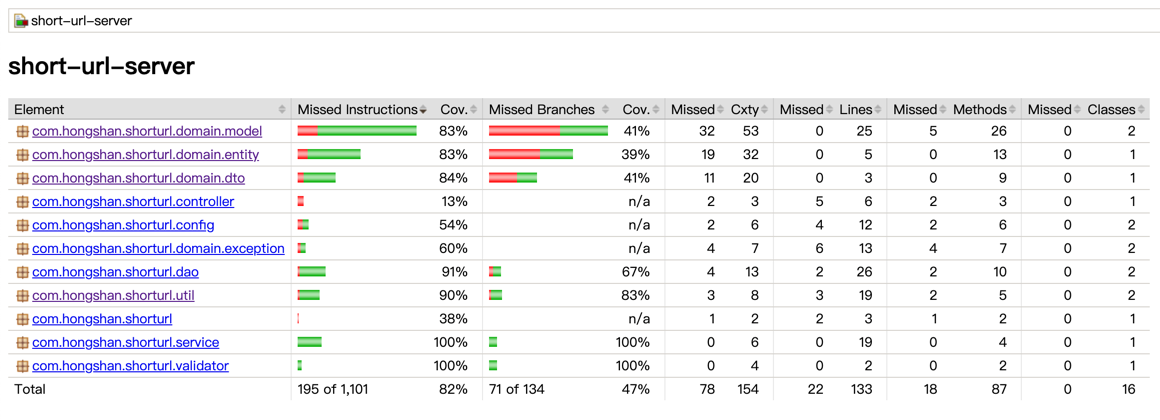 short-url-server
short-url-server
Element Missed Instructions Cov. Missed Branches Cov. Missed Cxty Missed Lines Missed Methods Missed Classes
com.hongshan.shorturl.domain.model 83% 41% 32 53 0 25 5 26 0 2
com.hongshan.shorturl.domain.entity 83% 39% 19 32 0 5 0 13 0 1
com.hongshan.shorturl.domain.dto 84% 41% 11 20 0 3 0 9 0 1
com.hongshan.shorturl.controller 13% n/a 2 3 5 6 2 3 0 1
com.hongshan.shorturl.config 54% n/a 2 6 4 12 2 6 0 2
com.hongshan.shorturl.domain.exception 60% n/a 4 7 6 13 4 7 0 2
com.hongshan.shorturl.dao 91% 67% 4 13 2 26 2 10 0 2
com.hongshan.shorturl.util 90% 83% 3 8 3 19 2 5 0 2
com.hongshan.shorturl 38% n/a 1 2 2 3 1 2 0 1
com.hongshan.shorturl.service 100% 100% 0 6 0 19 0 4 0 1
com.hongshan.shorturl.validator 100% 100% 0 4 0 2 0 2 0 1
Total 195 of 1,101 82% 71 of 134 47% 78 154 22 133 18 87 0 16